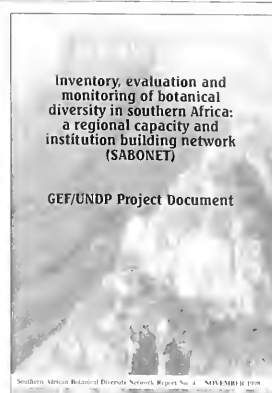 Inventory, evaluation and
monitoring of botanical
diversity in southern Africa:
a regional capacity and
institution building network
(SABONET)
GEF/UNDP Project Document
Southern African Botanical Diversity Network Report No. 4 NOVEMBER 1998